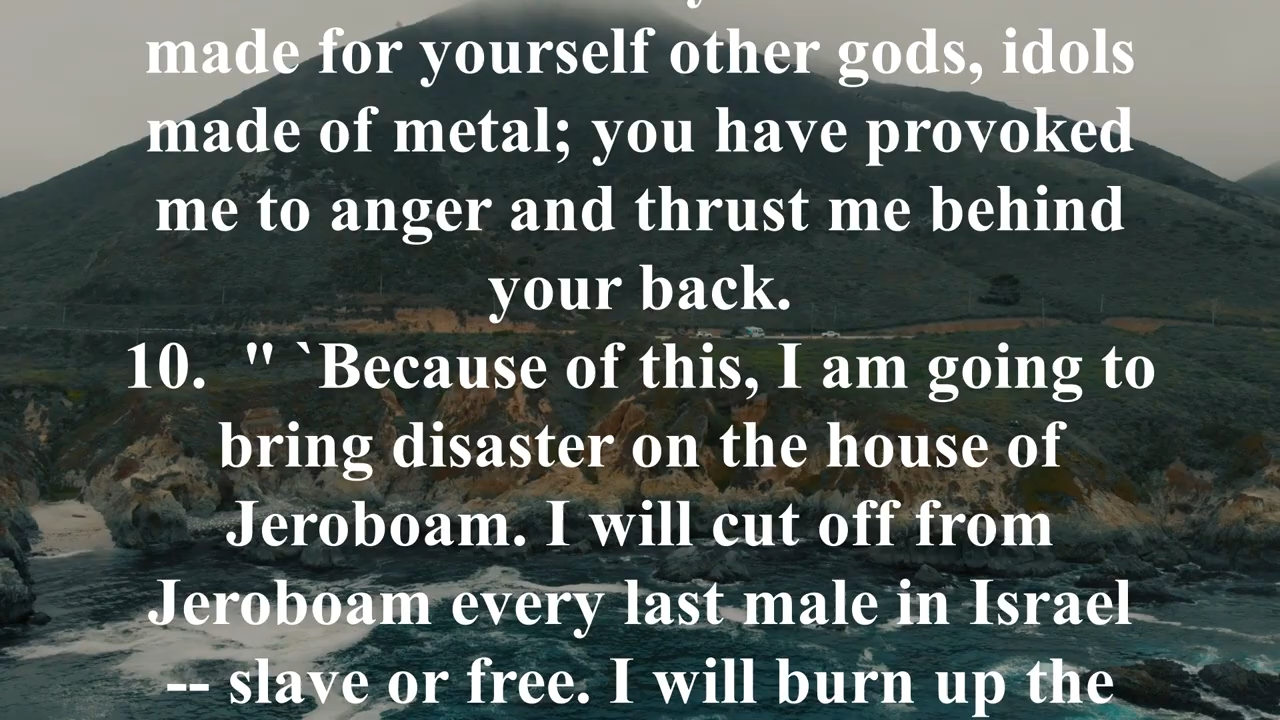 made for yourself other gods, idols
made of metal; you have provoked
me to anger and thrust me behind
your back.
10.  " `Because of this, I am going to
bring disaster on the house of
Jeroboam. I will cut off from
Jeroboam every last male in Israel
-- slave or free. I will burn up the